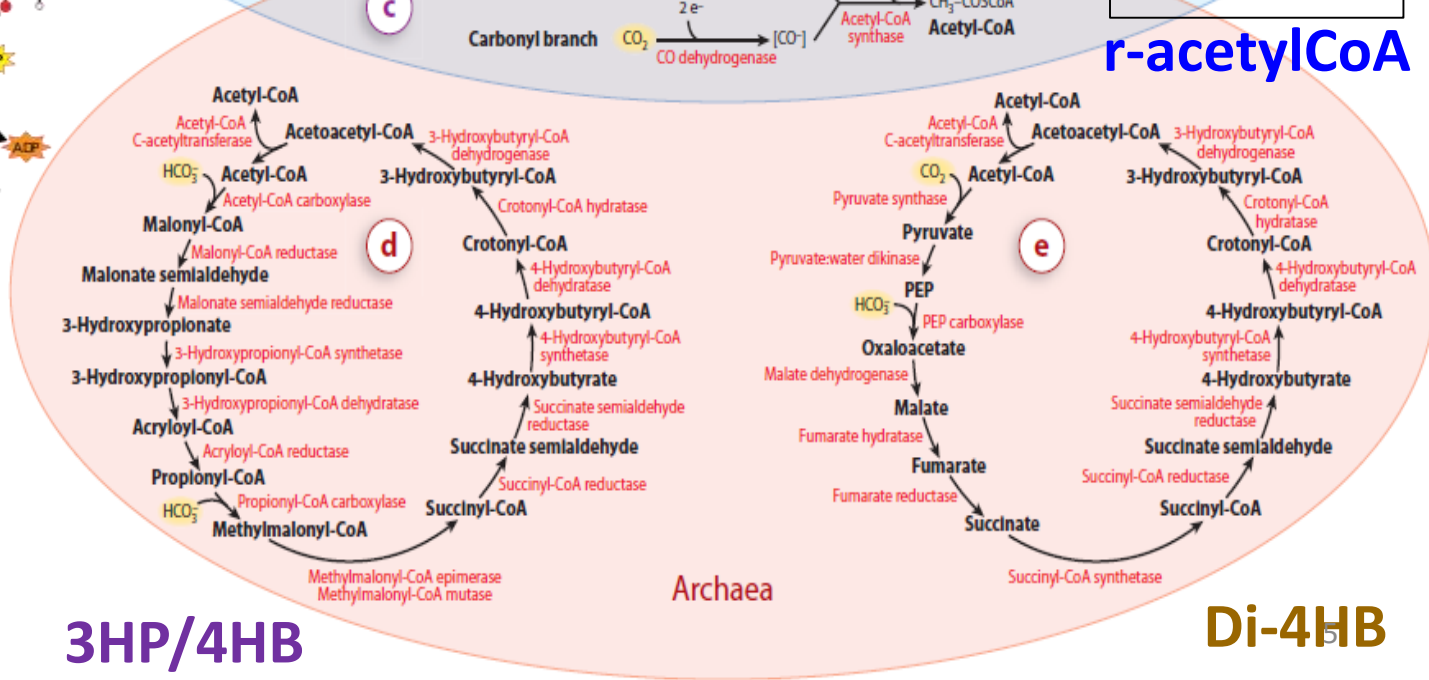 c
2 e⁻
CH₃–COSCoA
Carbonyl branch
CO₂
[CO⁻]
Acetyl-CoA
synthase
Acetyl-CoA
CO dehydrogenase
r-acetylCoA
ADP
Acetyl-CoA
Acetyl-CoA
C-acetyltransferase
Acetoacetyl-CoA
3-Hydroxybutyryl-CoA
dehydrogenase
HCO₃⁻
Acetyl-CoA
3-Hydroxybutyryl-CoA
Acetyl-CoA carboxylase
Crotonyl-CoA hydratase
Malonyl-CoA
d
Malonyl-CoA reductase
Crotonyl-CoA
Malonate semialdehyde
4-Hydroxybutyryl-CoA
dehydratase
Malonate semialdehyde reductase
4-Hydroxybutyryl-CoA
3-Hydroxypropionate
4-Hydroxybutyryl-CoA
synthetase
3-Hydroxypropionyl-CoA synthetase
3-Hydroxypropionyl-CoA
4-Hydroxybutyrate
3-Hydroxypropionyl-CoA dehydratase
Succinate semialdehyde
reductase
Acryloyl-CoA
Succinate semialdehyde
Acryloyl-CoA reductase
Propionyl-CoA
Succinyl-CoA reductase
HCO₃⁻
Propionyl-CoA carboxylase
Succinyl-CoA
Methylmalonyl-CoA
Methylmalonyl-CoA epimerase
Methylmalonyl-CoA mutase
3HP/4HB
Archaea
Acetyl-CoA
Acetyl-CoA
C-acetyltransferase
Acetoacetyl-CoA
3-Hydroxybutyryl-CoA
dehydrogenase
CO₂
Acetyl-CoA
3-Hydroxybutyryl-CoA
Pyruvate synthase
Crotonyl-CoA
hydratase
Pyruvate
e
Crotonyl-CoA
Pyruvate:water dikinase
4-Hydroxybutyryl-CoA
dehydratase
PEP
HCO₃⁻
4-Hydroxybutyryl-CoA
PEP carboxylase
4-Hydroxybutyryl-CoA
synthetase
Oxaloacetate
Malate dehydrogenase
4-Hydroxybutyrate
Malate
Succinate semialdehyde
reductase
Fumarate hydratase
Succinate semialdehyde
Fumarate
Succinyl-CoA reductase
Fumarate reductase
Succinyl-CoA
Succinate
Succinyl-CoA synthetase
Di-4HB
5